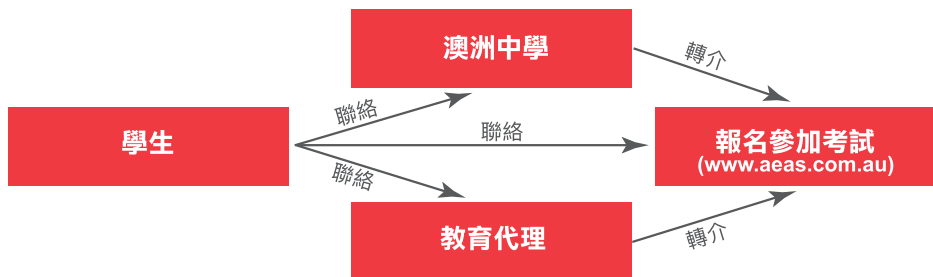 澳洲中學
轉介
聯絡
學生
聯絡
報名參加考試
(www.aeas.com.au)
聯絡
教育代理
轉介